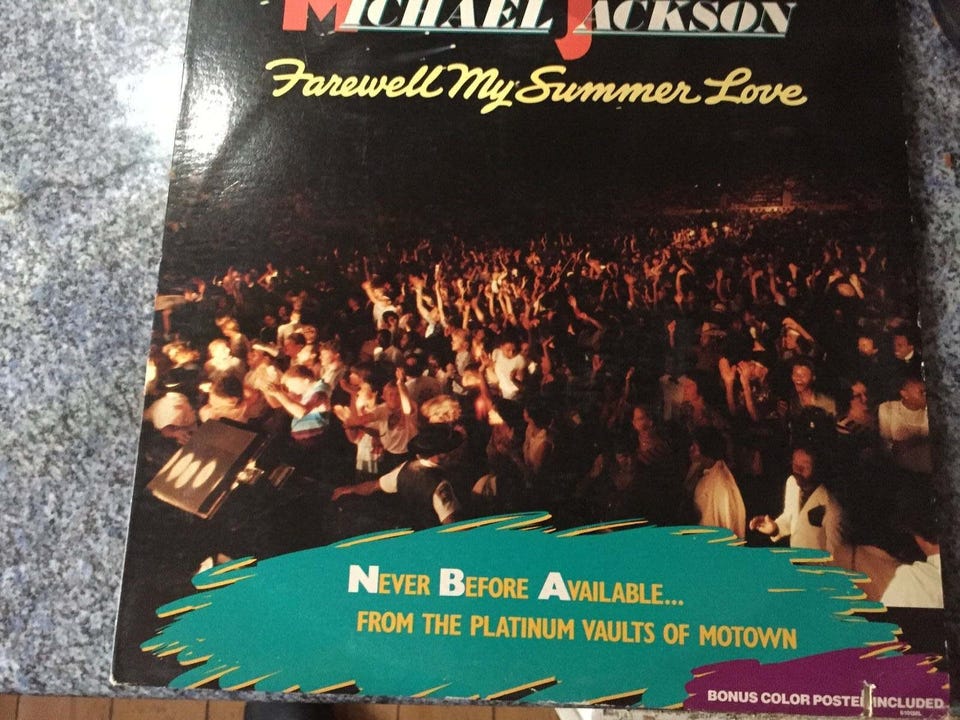 MICHAEL JACKSON
Farewell My Summer Love
NEVER BEFORE AVAILABLE...
FROM THE PLATINUM VAULTS OF MOTOWN
BONUS COLOR POSTER INCLUDED